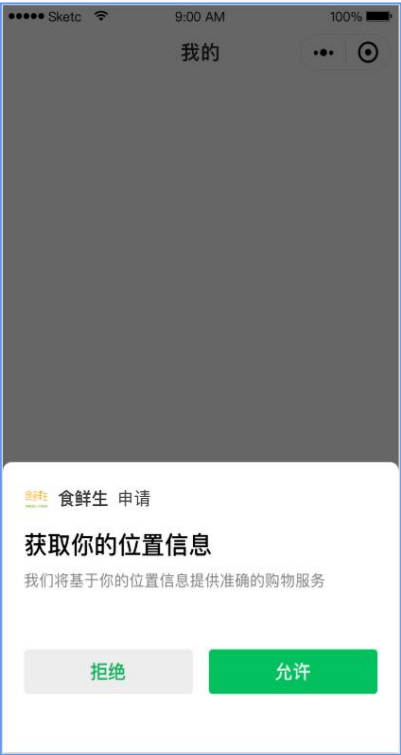 ●●●●● Sketc 9:00 AM 100%
我的
食鲜生 申请
获取你的位置信息
我们将基于你的位置信息提供准确的购物服务
拒绝 允许